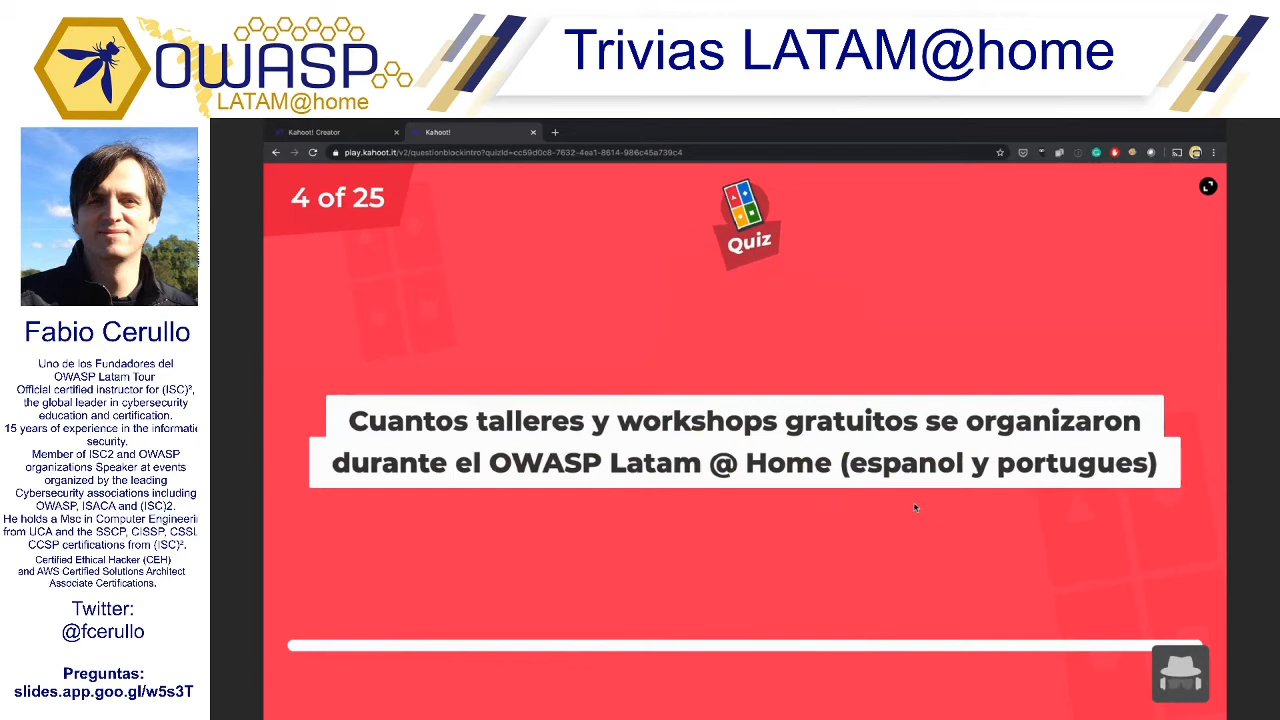 OWASP
LATAM@home
Trivias LATAM@home
Fabio Cerullo
Uno de los Fundadores del
OWASP Latam Tour
Official certified instructor for (ISC)²,
the global leader in cybersecurity
education and certification.
15 years of experience in the informatic
security.
Member of ISC2 and OWASP
organizations Speaker at events
organized by the leading
Cybersecurity associations including
OWASP, ISACA and (ISC)2.
He holds a Msc in Computer Engineerin
from UCA and the SSCP, CISSP, CSSL
CCSP certifications from (ISC)².
Certified Ethical Hacker (CEH)
and AWS Certified Solutions Architect
Associate Certifications.
Twitter:
@fcerullo
Preguntas:
slides.app.goo.gl/w5s3T
Kahoot! Creator
Kahoot!
play.kahoot.it/v2/questionblockintro?quizId=cc59d0c8-7632-4ea1-8614-986c45a739c4
4 of 25
Quiz
Cuantos talleres y workshops gratuitos se organizaron
durante el OWASP Latam @ Home (espanol y portugues)